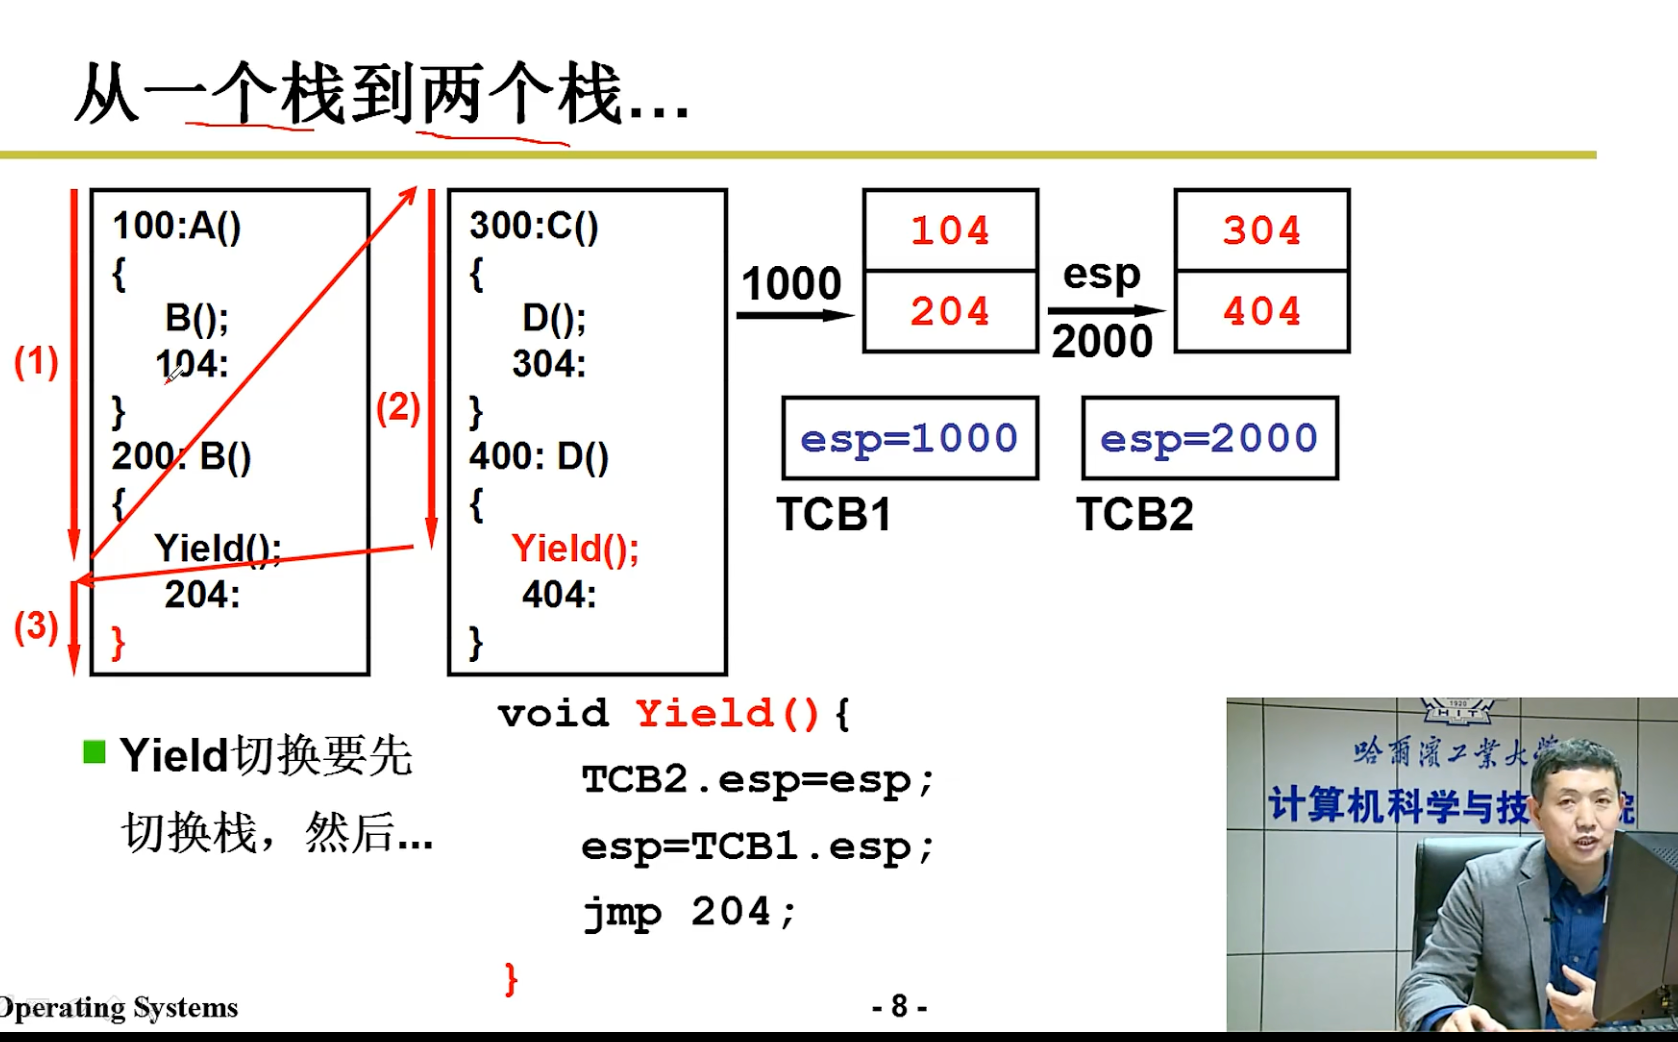 从一个栈到两个栈...
100:A()
{
B();
104:
}
200: B()
{
Yield();
204:
}
(1)
(2)
(3)
300:C()
{
D();
304:
}
400: D()
{
Yield();
404:
}
1000
104
204
esp
2000
304
404
esp=1000
TCB1
esp=2000
TCB2
Yield切换要先
切换栈，然后...
void Yield(){
TCB2.esp=esp;
esp=TCB1.esp;
jmp 204;
}
1920
HIT
哈爾濱工業大學
计算机科学与技 院
Operating Systems
- 8 -